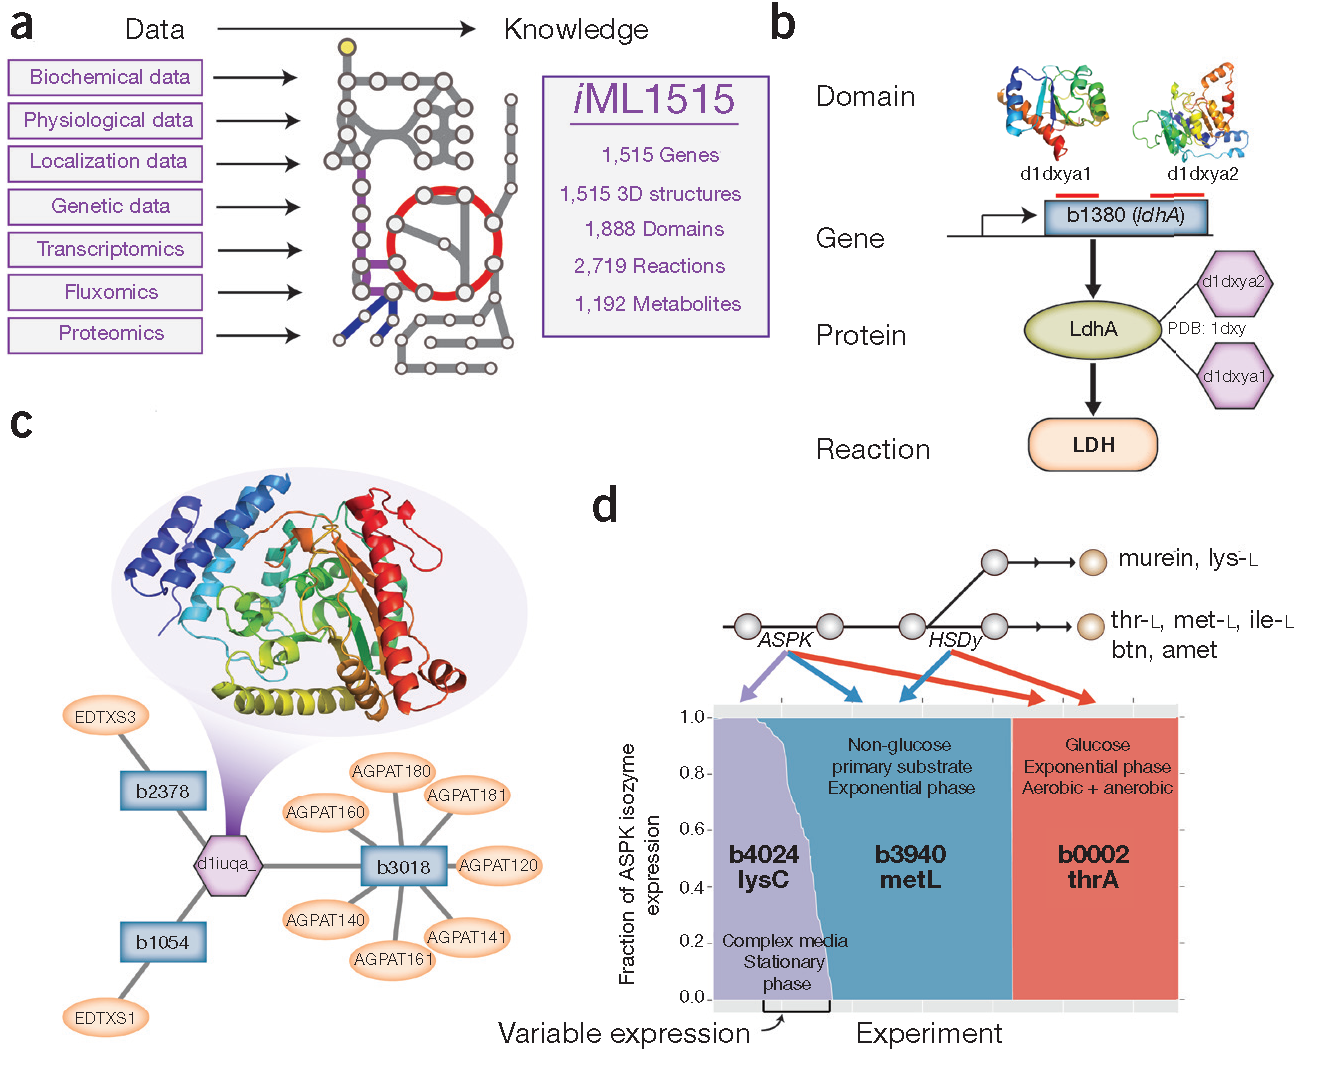 a
Data
Knowledge
Biochemical data
Physiological data
Localization data
Genetic data
Transcriptomics
Fluxomics
Proteomics
iML1515
1,515 Genes
1,515 3D structures
1,888 Domains
2,719 Reactions
1,192 Metabolites
b
Domain
d1dxya1
d1dxya2
Gene
b1380 (ldhA)
Protein
LdhA
d1dxya2
PDB: 1dxy
d1dxya1
Reaction
LDH
c
EDTXS3
b2378
d1iuqa_
b1054
EDTXS1
AGPAT180
AGPAT181
AGPAT160
b3018
AGPAT120
AGPAT140
AGPAT141
AGPAT161
d
murein, lys-L
ASPK
HSDy
thr-L, met-L, ile-L
btn, amet
Fraction of ASPK isozyme
expression
1.0
0.8
0.6
0.4
0.2
0.0
Non-glucose
primary substrate
Exponential phase
Glucose
Exponential phase
Aerobic + anerobic
b4024
lysC
b3940
metL
b0002
thrA
Complex media
Stationary
phase
Variable expression
Experiment